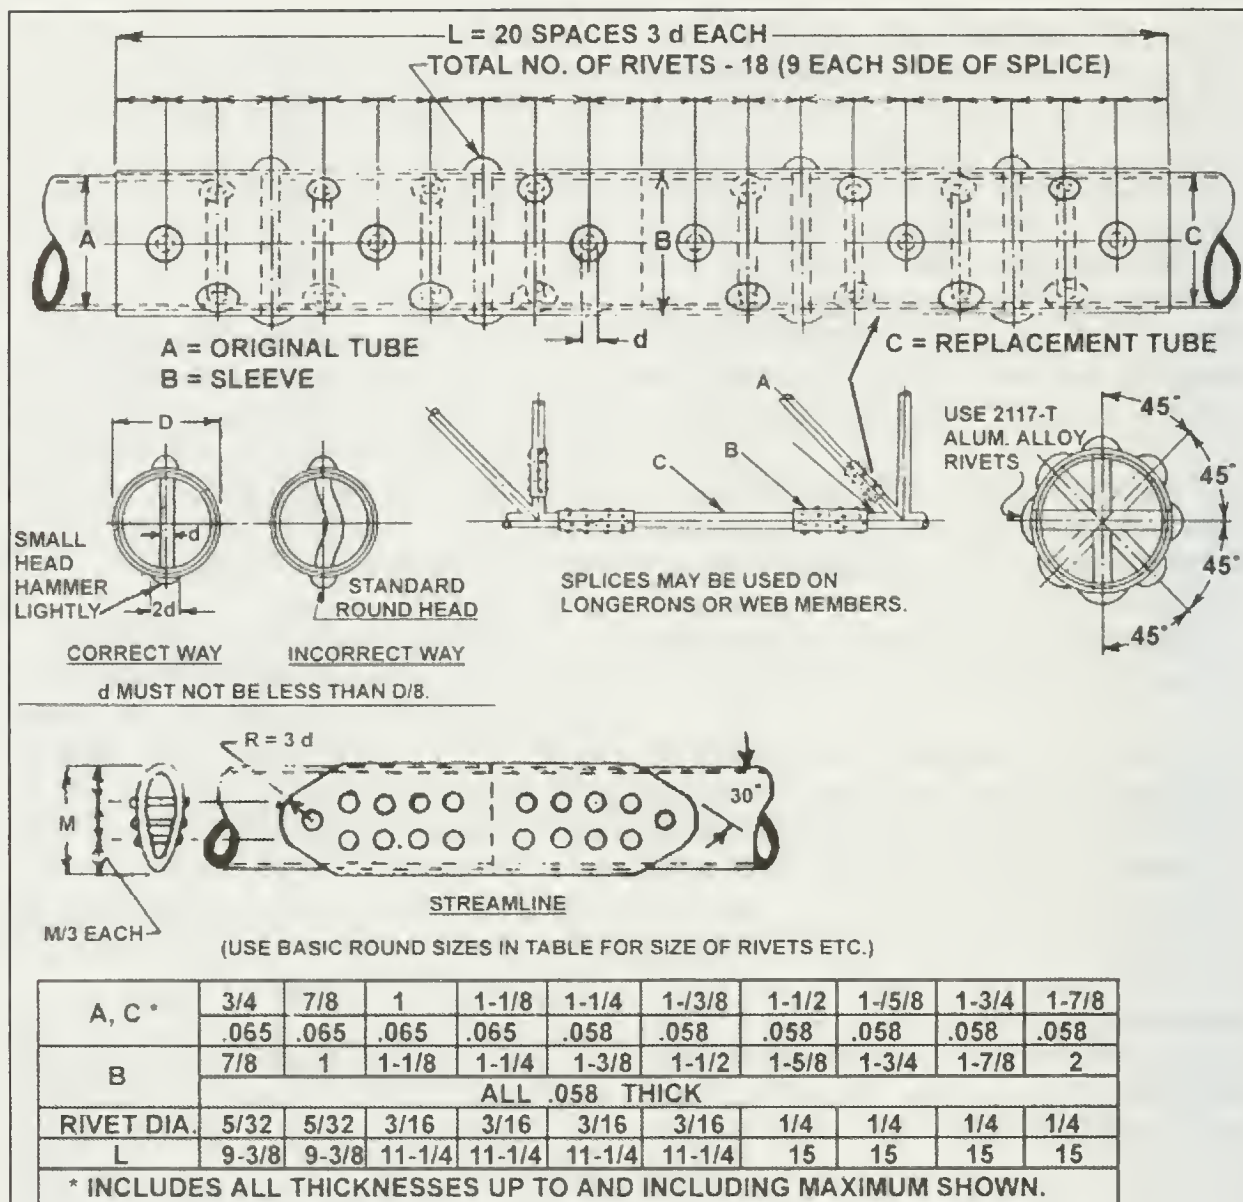 L = 20 SPACES 3 d EACH
TOTAL NO. OF RIVETS - 18 (9 EACH SIDE OF SPLICE)
A
B
C
d
A = ORIGINAL TUBE
B = SLEEVE
C = REPLACEMENT TUBE
D
d
SMALL
HEAD
HAMMER
LIGHTLY
2d
STANDARD
ROUND HEAD
CORRECT WAY
INCORRECT WAY
d MUST NOT BE LESS THAN D/8.
A
B
C
SPLICES MAY BE USED ON
LONGERONS OR WEB MEMBERS.
USE 2117-T
ALUM. ALLOY
RIVETS
45°
45°
45°
45°
R = 3 d
M
30°
M/3 EACH
STREAMLINE
(USE BASIC ROUND SIZES IN TABLE FOR SIZE OF RIVETS ETC.)
A, C * 3/4 7/8 1 1-1/8 1-1/4 1-/3/8 1-1/2 1-/5/8 1-3/4 1-7/8
.065 .065 .065 .065 .058 .058 .058 .058 .058 .058
B 7/8 1 1-1/8 1-1/4 1-3/8 1-1/2 1-5/8 1-3/4 1-7/8 2
ALL .058 THICK
RIVET DIA. 5/32 5/32 3/16 3/16 3/16 3/16 1/4 1/4 1/4 1/4
L 9-3/8 9-3/8 11-1/4 11-1/4 11-1/4 11-1/4 15 15 15 15
* INCLUDES ALL THICKNESSES UP TO AND INCLUDING MAXIMUM SHOWN.